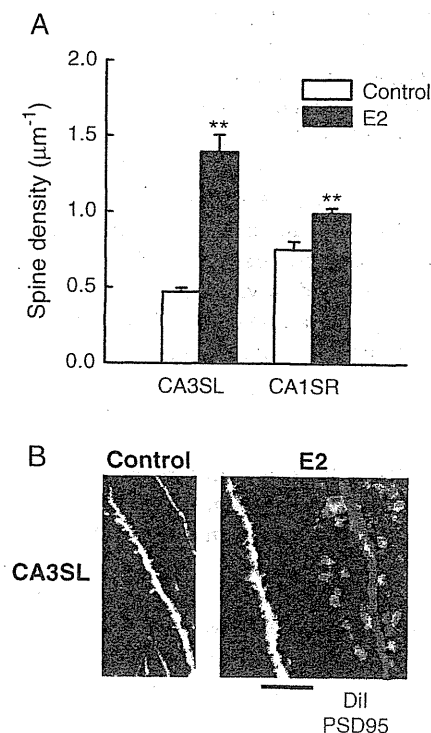 A
Spine density (µm⁻¹)
2.0
1.5
1.0
0.5
0.0
Control
E2
**
**
CA3SL CA1SR
B
Control E2
CA3SL
DiI
PSD95